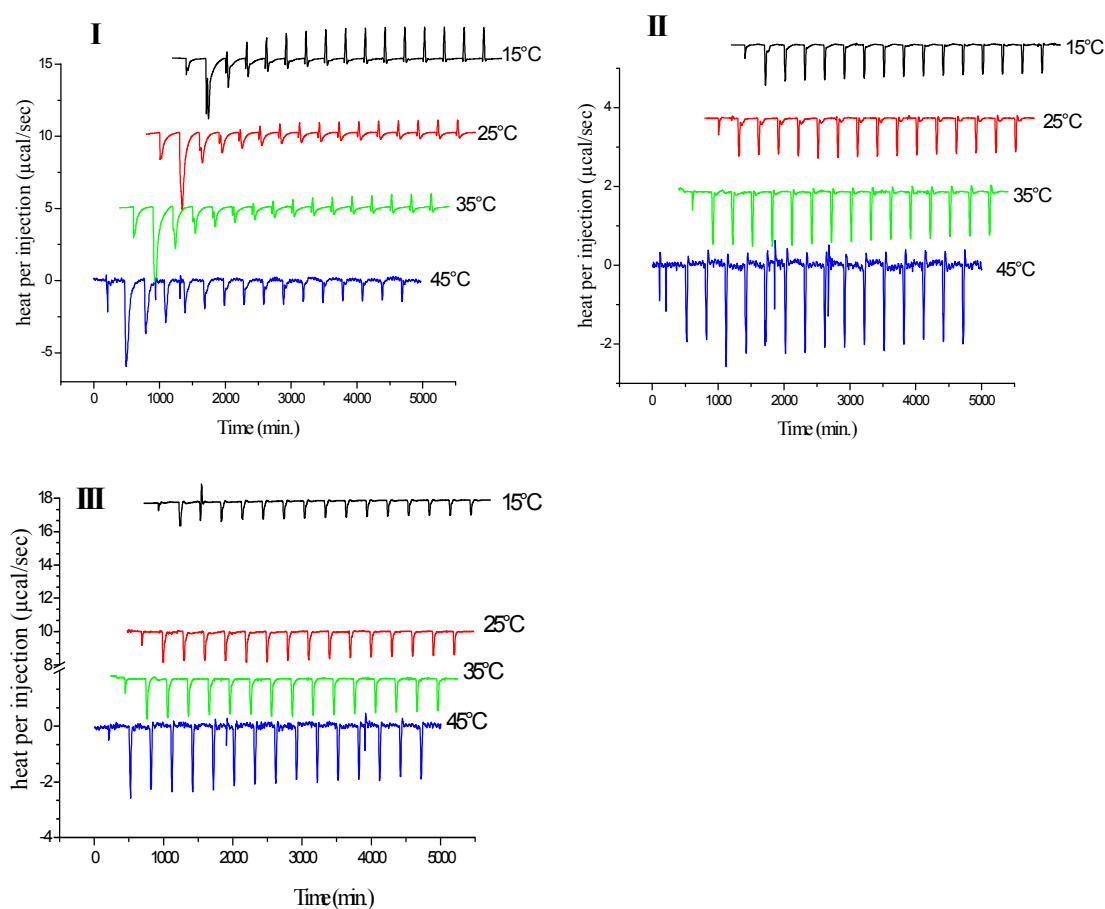 I
15
10
5
0
-5
heat per injection (µcal/sec)
15°C
25°C
35°C
45°C
0 1000 2000 3000 4000 5000
Time (min.)
II
4
2
0
-2
heat per injection (µcal/sec)
15°C
25°C
35°C
45°C
0 1000 2000 3000 4000 5000
Time (min.)
III
18
16
14
12
10
8
0
-2
-4
heat per injection (µcal/sec)
15°C
25°C
35°C
45°C
0 1000 2000 3000 4000 5000
Time (min.)